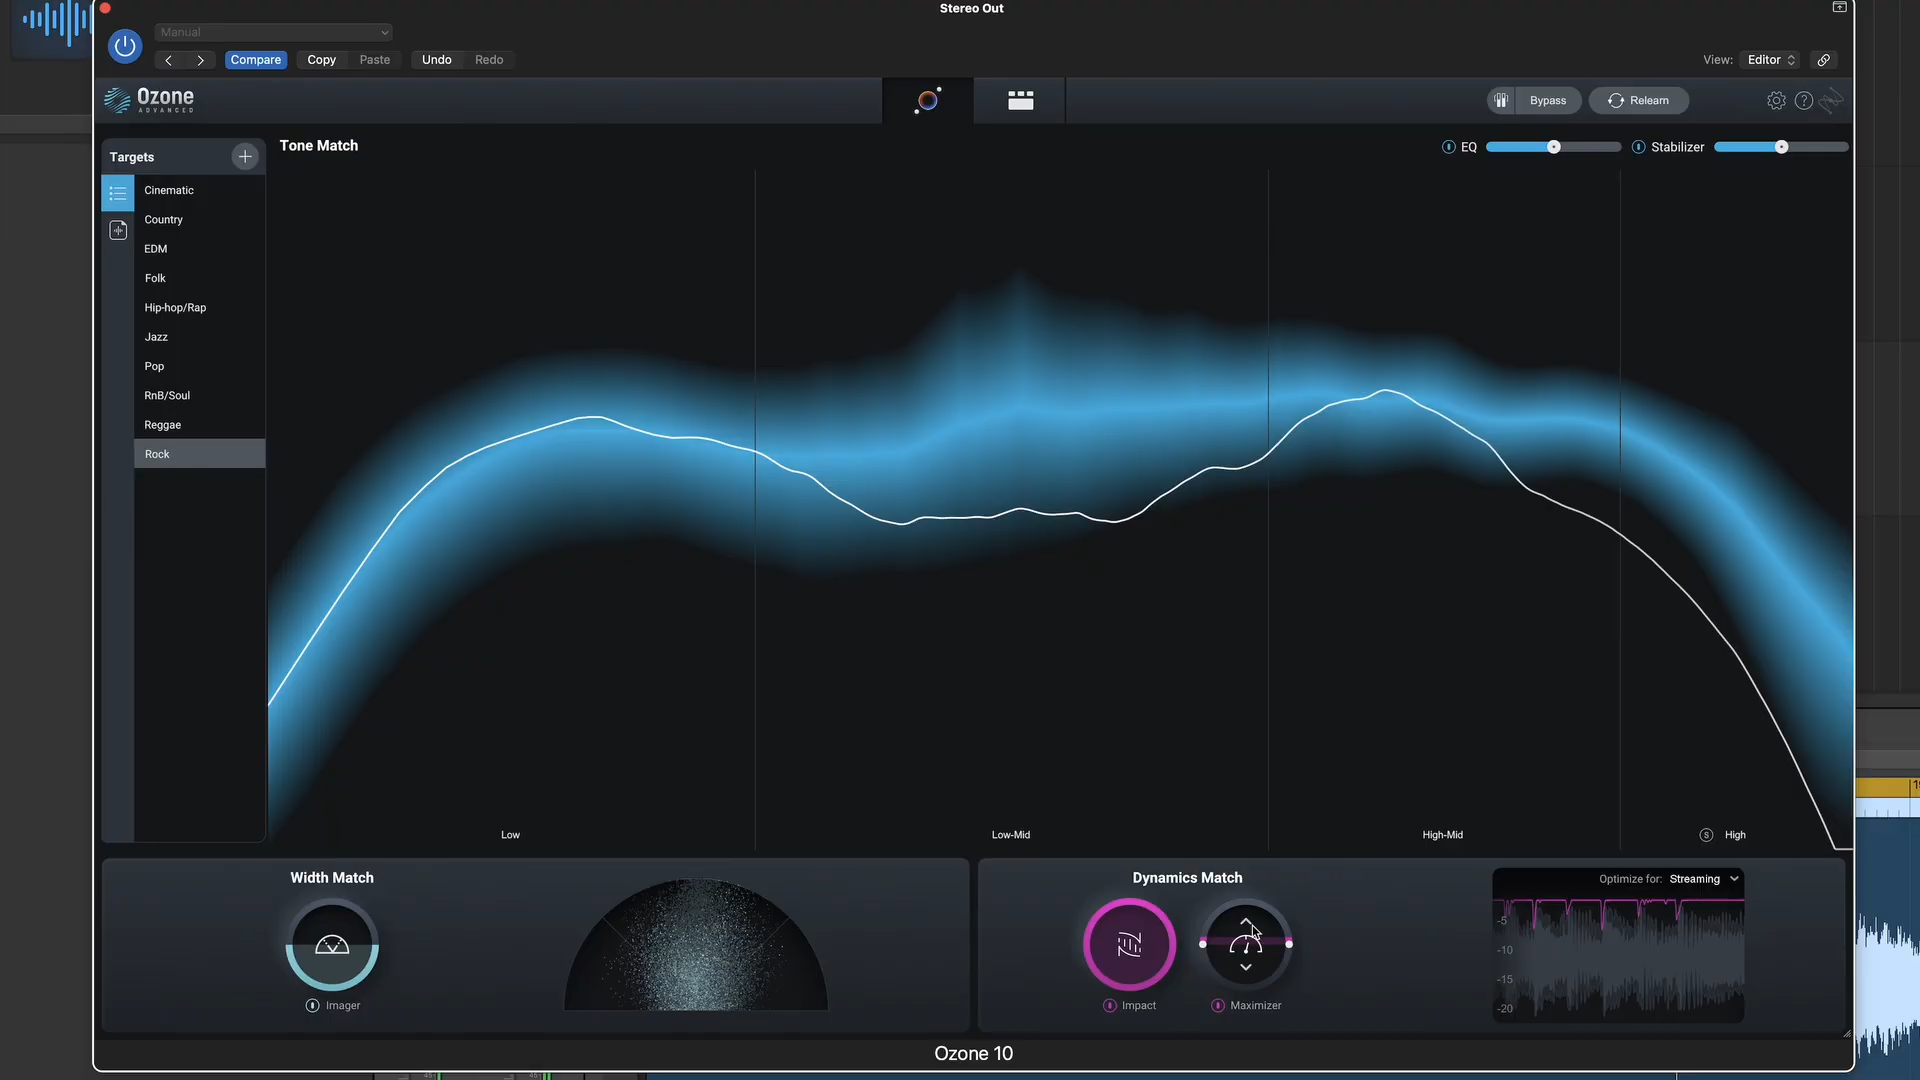 Stereo Out
Manual
Compare Copy Paste Undo Redo
View: Editor
Ozone
ADVANCED
Bypass Relearn
Targets
Tone Match
EQ Stabilizer
Cinematic
Country
EDM
Folk
Hip-hop/Rap
Jazz
Pop
RnB/Soul
Reggae
Rock
Low Low-Mid High-Mid S High
Width Match
Imager
Dynamics Match
Impact Maximizer
Optimize for: Streaming
-5
-10
-15
-20
Ozone 10